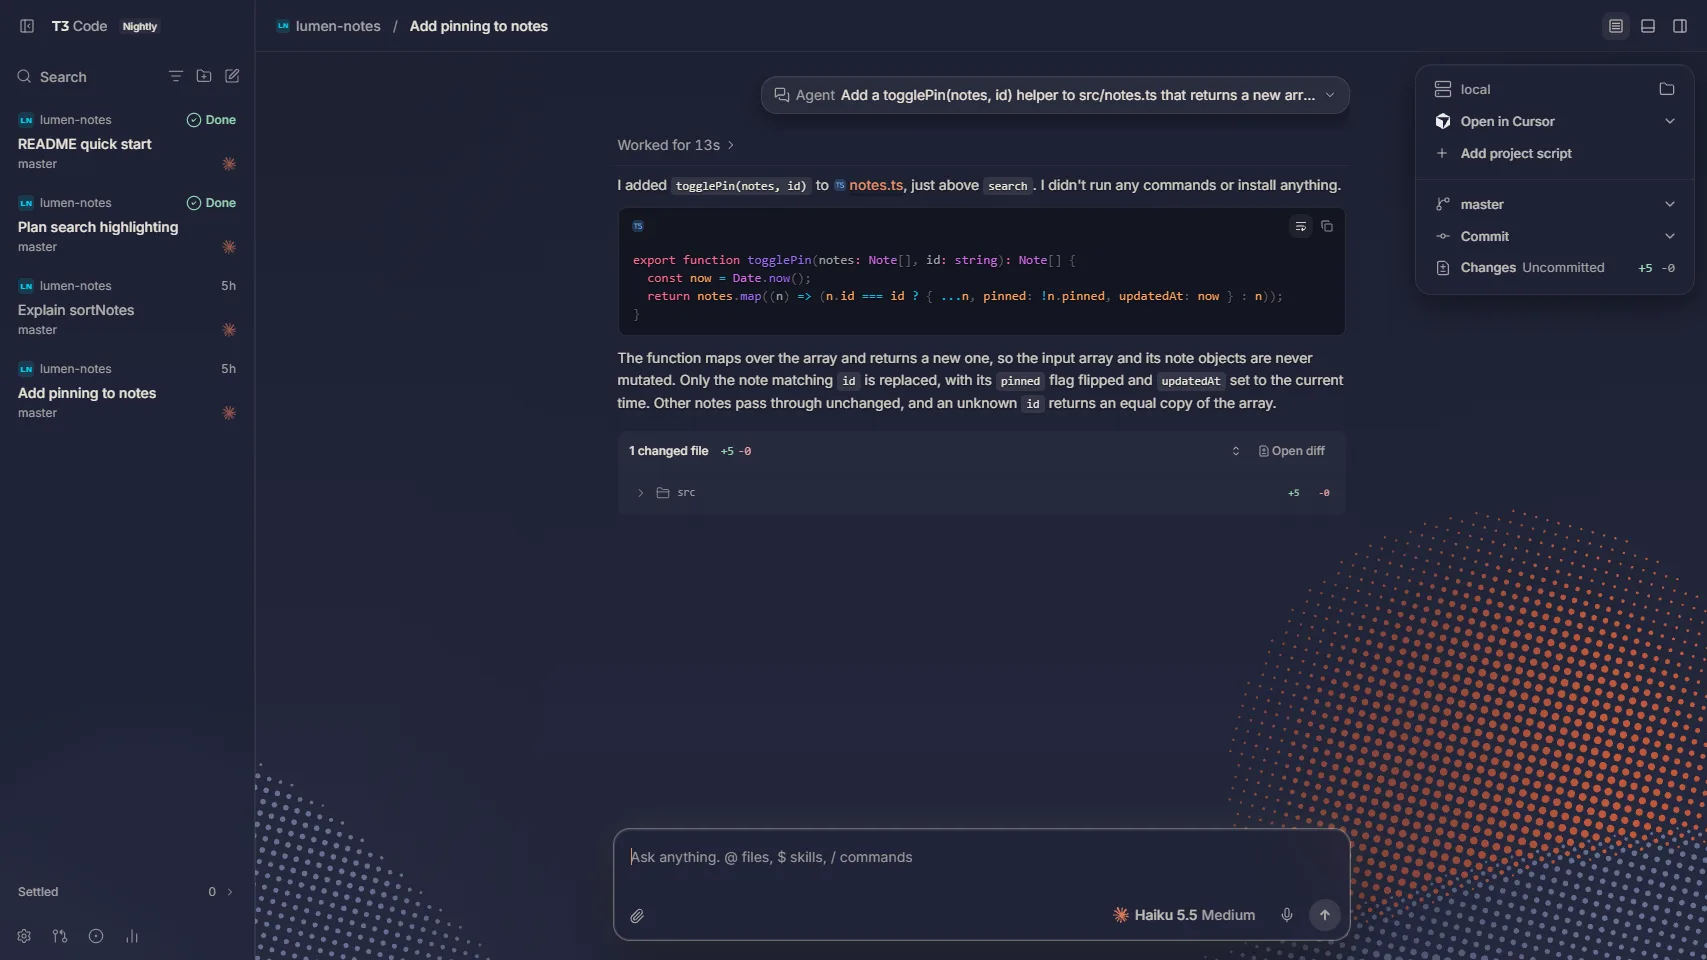 T3 Code Nightly
Search
LN lumen-notes Done
README quick start
master
LN lumen-notes Done
Plan search highlighting
master
LN lumen-notes 5h
Explain sortNotes
master
LN lumen-notes 5h
Add pinning to notes
master
Settled 0
LN lumen-notes / Add pinning to notes
Agent Add a togglePin(notes, id) helper to src/notes.ts that returns a new arr...
Worked for 13s
I added togglePin(notes, id) to TS notes.ts, just above search. I didn't run any commands or install anything.
TS
export function togglePin(notes: Note[], id: string): Note[] {
const now = Date.now();
return notes.map((n) => (n.id === id ? { ...n, pinned: !n.pinned, updatedAt: now } : n));
}
The function maps over the array and returns a new one, so the input array and its note objects are never
mutated. Only the note matching id is replaced, with its pinned flag flipped and updatedAt set to the current
time. Other notes pass through unchanged, and an unknown id returns an equal copy of the array.
1 changed file +5 -0 Open diff
src +5 -0
Ask anything. @ files, $ skills, / commands
Haiku 5.5 Medium
local
Open in Cursor
Add project script
master
Commit
Changes Uncommitted +5 -0